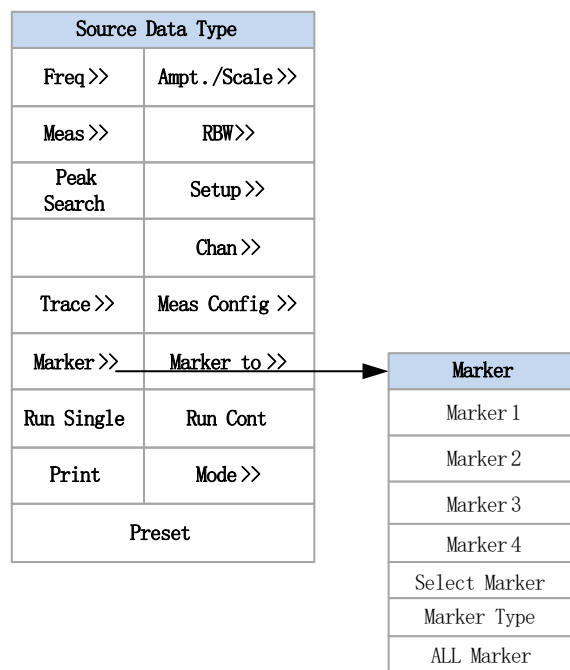 Source Data Type
Freq>> Ampt./Scale>>
Meas>> RBW>>
Peak
Search
Setup>>
Chan>>
Trace>> Meas Config >>
Marker>> Marker to >>
Run Single Run Cont
Print Mode>>
Preset
Marker
Marker 1
Marker 2
Marker 3
Marker 4
Select Marker
Marker Type
ALL Marker